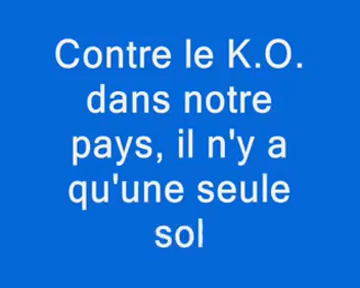 Contre le K.O.
dans notre
pays, il n'y a
qu'une seule
sol